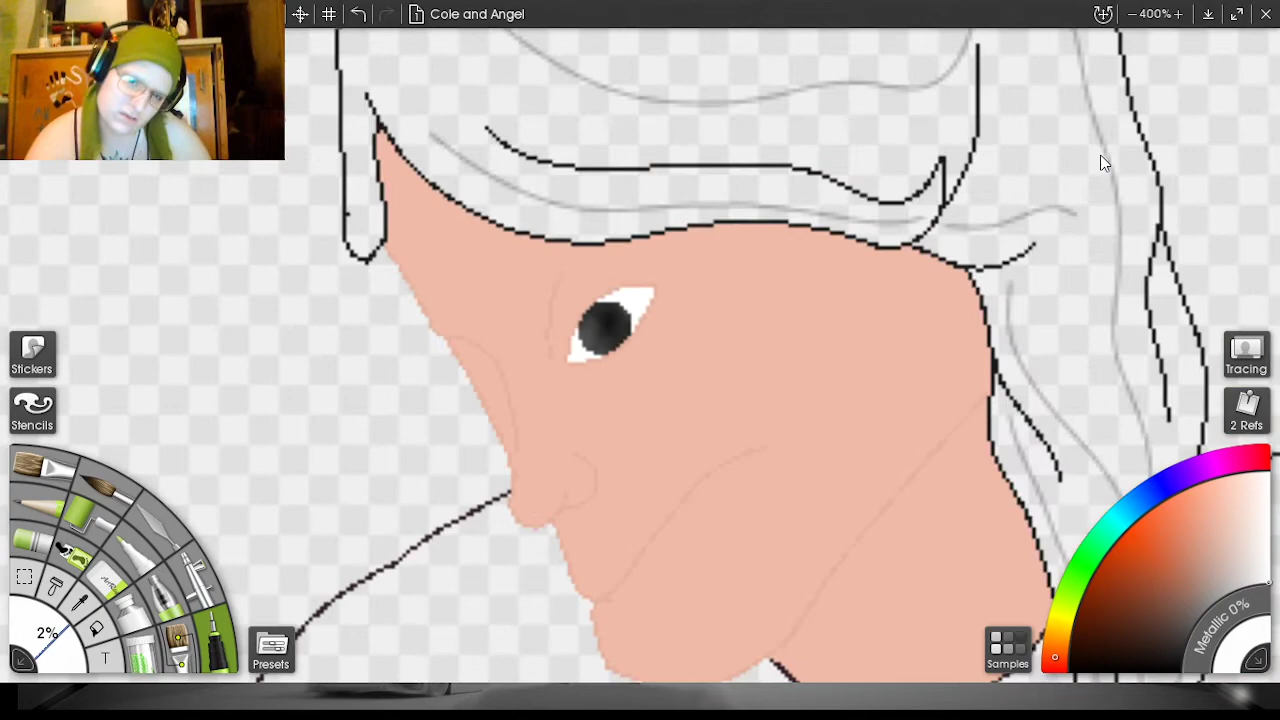 Cole and Angel
400%
Stickers
Stencils
Tracing
2 Refs
2%
T
Presets
Samples
Metallic 0%